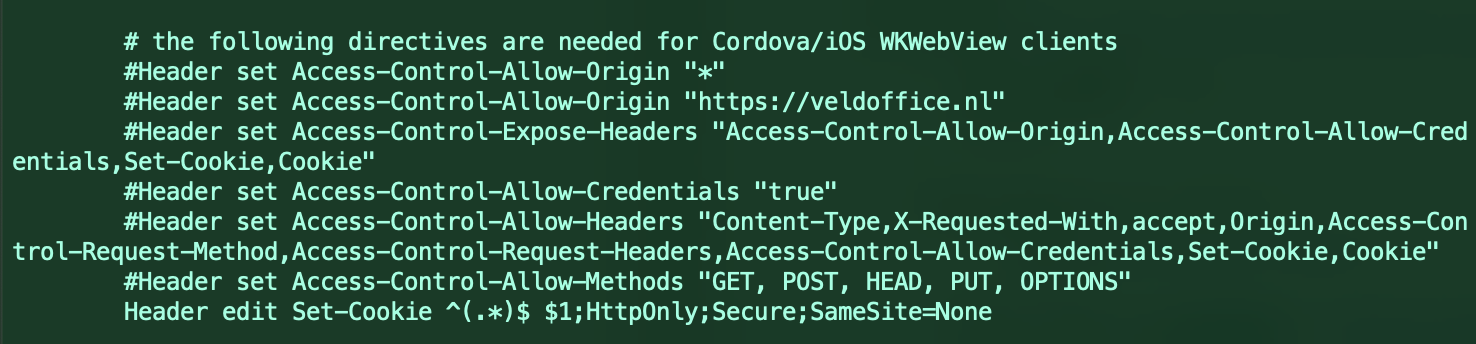 # the following directives are needed for Cordova/iOS WKWebView clients
#Header set Access-Control-Allow-Origin "*"
#Header set Access-Control-Allow-Origin "https://veldoffice.nl"
#Header set Access-Control-Expose-Headers "Access-Control-Allow-Origin,Access-Control-Allow-Cred
entials,Set-Cookie,Cookie"
#Header set Access-Control-Allow-Credentials "true"
#Header set Access-Control-Allow-Headers "Content-Type,X-Requested-With,accept,Origin,Access-Con
trol-Request-Method,Access-Control-Request-Headers,Access-Control-Allow-Credentials,Set-Cookie,Cookie"
#Header set Access-Control-Allow-Methods "GET, POST, HEAD, PUT, OPTIONS"
Header edit Set-Cookie ^(.*)$ $1;HttpOnly;Secure;SameSite=None